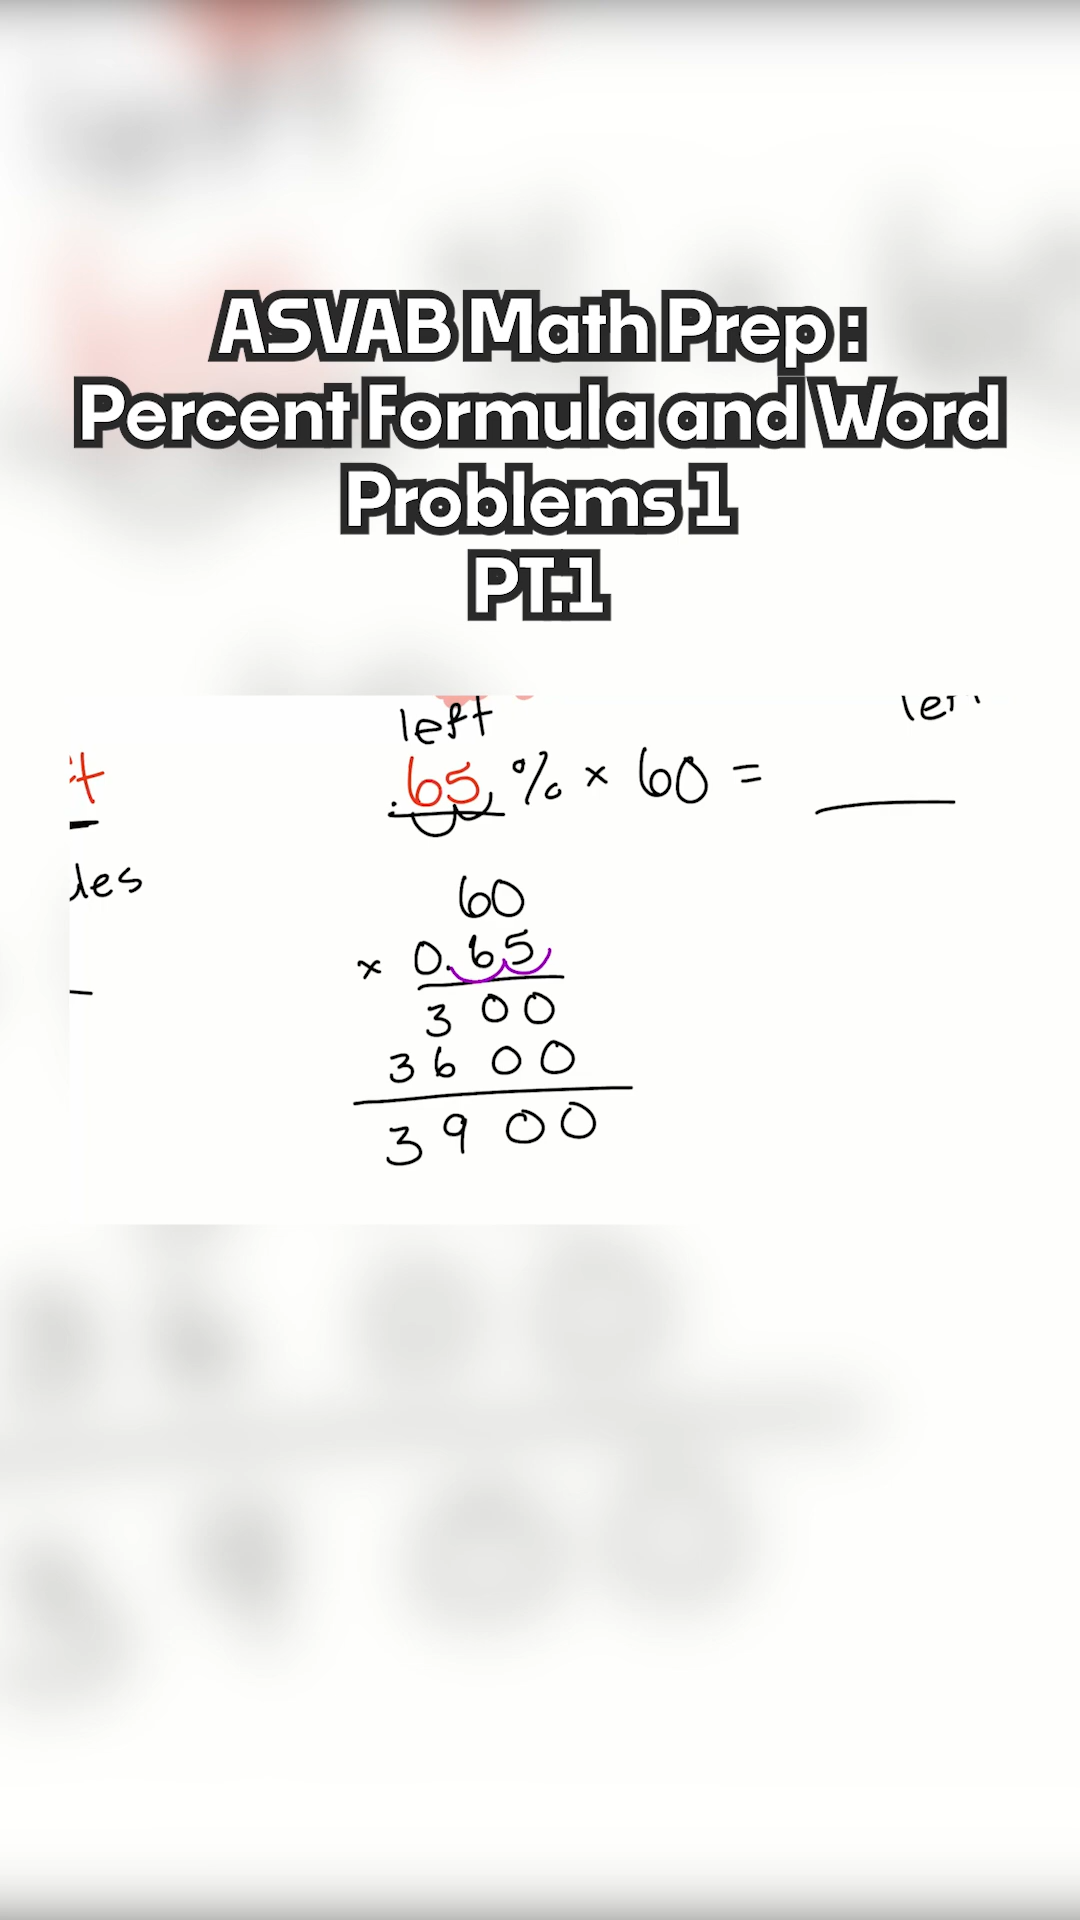 ASVAB Math Prep :
Percent Formula and Word
Problems 1
PT.1
left
.65% × 60 =
60
× 0.65
300
3600
3900